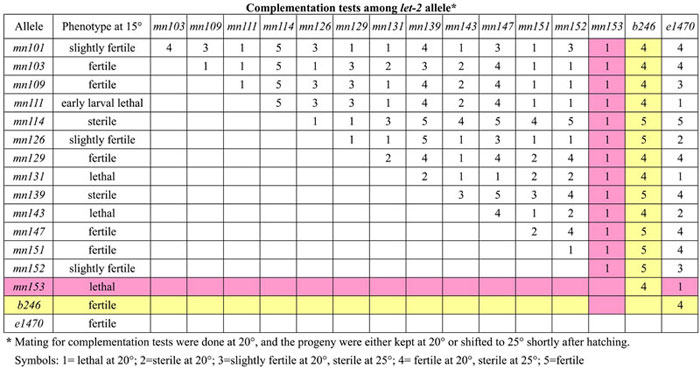 Complementation tests among let-2 allele*
Allele Phenotype at 15° mn103 mn109 mn111 mn114 mn126 mn129 mn131 mn139 mn143 mn147 mn151 mn152 mn153 b246 e1470
mn101 slightly fertile 4 3 1 5 3 1 1 4 1 3 1 3 1 4 4
mn103 fertile 1 1 5 1 3 2 3 2 4 1 1 1 4 4
mn109 fertile 1 5 3 3 1 4 2 4 1 1 1 4 3
mn111 early larval lethal 5 3 3 1 4 2 4 1 1 1 4 1
mn114 sterile 1 1 3 5 4 5 4 5 1 5 5
mn126 slightly fertile 1 1 5 1 3 1 1 1 5 2
mn129 fertile 2 4 1 4 2 4 1 4 4
mn131 lethal 2 1 1 2 2 1 4 1
mn139 sterile 3 5 3 4 1 5 4
mn143 lethal 4 1 2 1 4 2
mn147 fertile 2 4 1 5 4
mn151 fertile 1 1 5 4
mn152 slightly fertile 1 5 3
mn153 lethal 4 1
b246 fertile 4
e1470 fertile
* Mating for complementation tests were done at 20°, and the progeny were either kept at 20° or shifted to 25° shortly after hatching.
Symbols: 1= lethal at 20°; 2=sterile at 20°; 3=slightly fertile at 20°, sterile at 25°; 4= fertile at 20°, sterile at 25°; 5=fertile